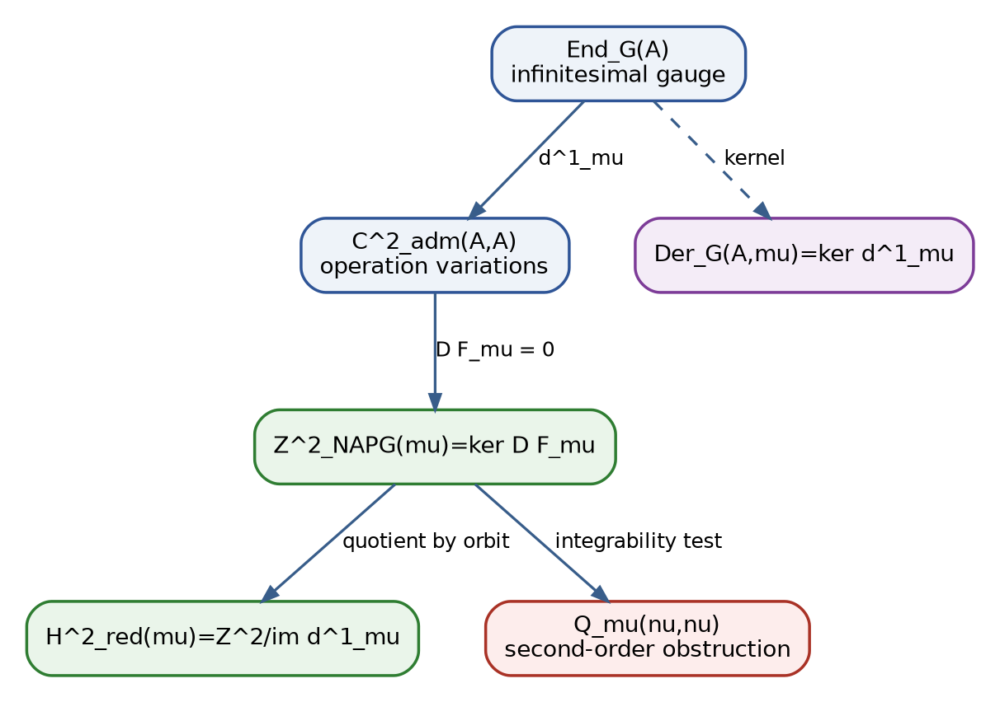 End_G(A)
infinitesimal gauge
d^1_mu
kernel
C^2_adm(A,A)
operation variations
Der_G(A,mu)=ker d^1_mu
D F_mu = 0
Z^2_NAPG(mu)=ker D F_mu
quotient by orbit
integrability test
H^2_red(mu)=Z^2/im d^1_mu
Q_mu(nu,nu)
second-order obstruction